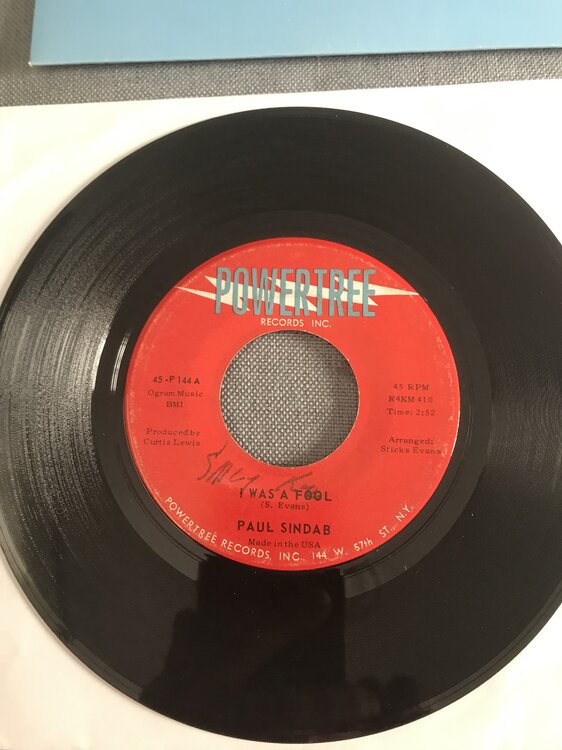 POWERTREE
RECORDS INC.
45-P 144 A
Ogram Music
BMI
Produced by
Curtis Lewis
45 RPM
R4KM 410
Time: 2:52
Arranged:
Sticks Evans
I WAS A FOOL
(S. Evans)
PAUL SINDAB
Made in the USA
POWERTREE RECORDS, INC., 144 W. 57th ST., N.Y.